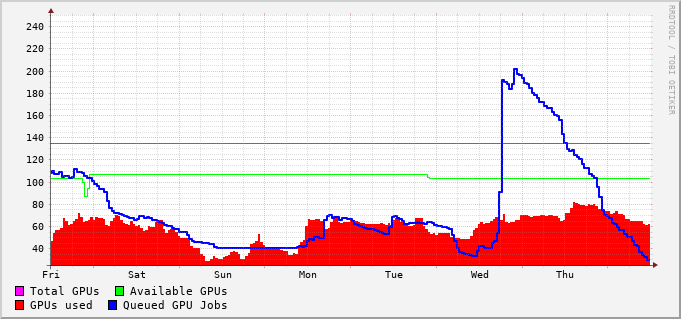 240
220
200
180
160
140
120
100
80
60
40
Fri Sat Sun Mon Tue Wed Thu
Total GPUs Available GPUs
GPUs used Queued GPU Jobs
RRDTOOL / TOBI OETIKER